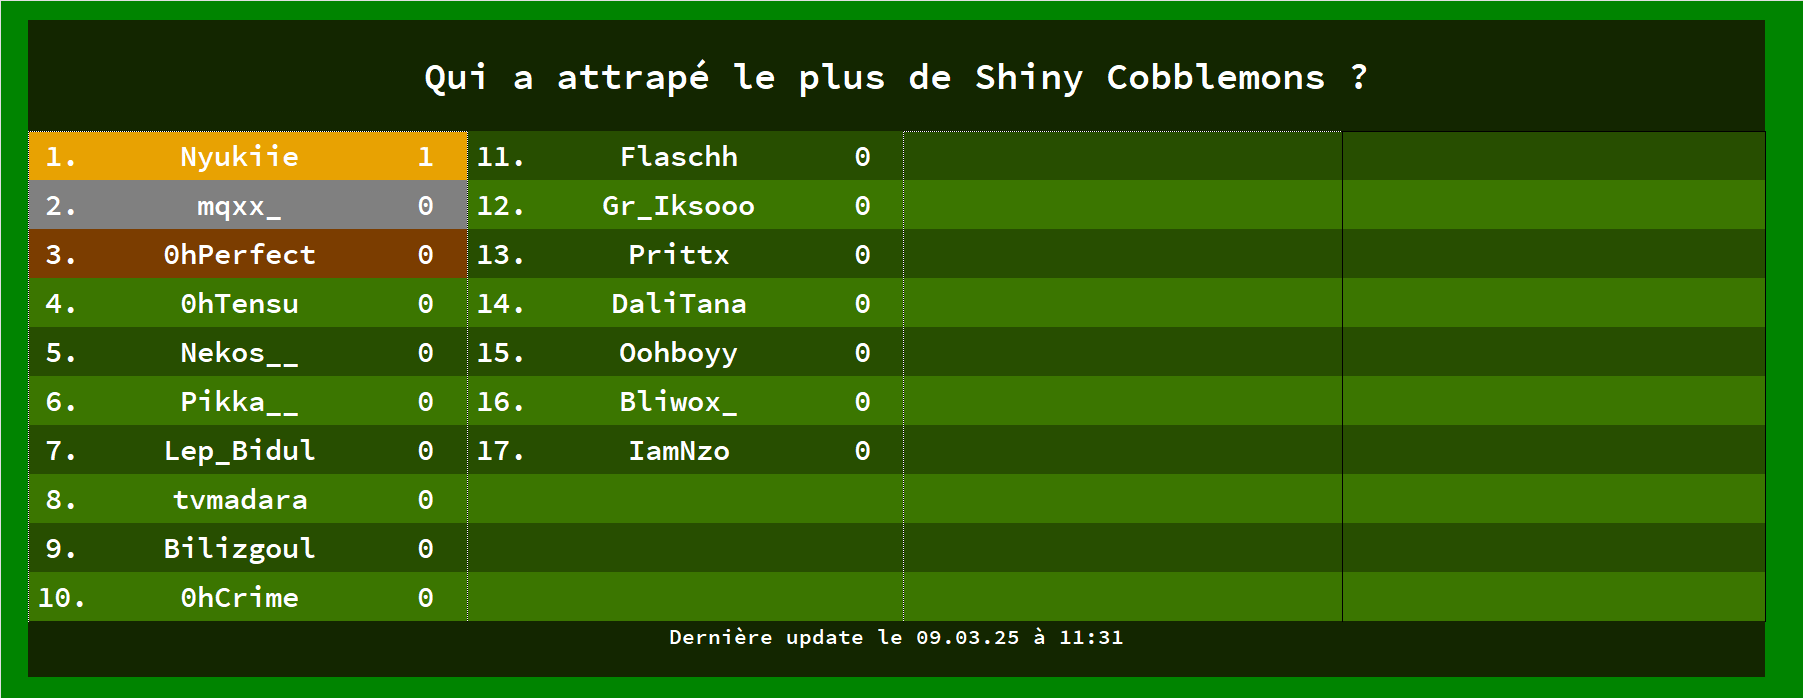 Qui a attrapé le plus de Shiny Cobblemons ?
1. Nyukiie 1
2. mqxx_ 0
3. 0hPerfect 0
4. 0hTensu 0
5. Nekos__ 0
6. Pikka__ 0
7. Lep_Bidul 0
8. tvmadara 0
9. Bilizgoul 0
10. 0hCrime 0
11. Flaschh 0
12. Gr_Iksooo 0
13. Prittx 0
14. DaliTana 0
15. Oohboyy 0
16. Bliwox_ 0
17. IamNzo 0
Dernière update le 09.03.25 à 11:31